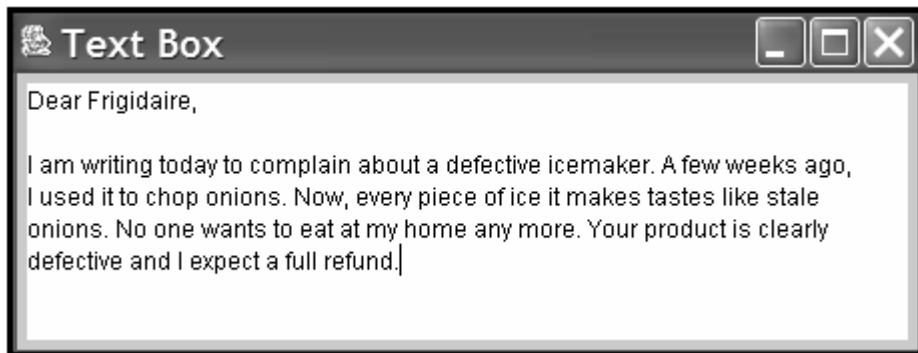 Text Box
Dear Frigidaire,
I am writing today to complain about a defective icemaker. A few weeks ago,
I used it to chop onions. Now, every piece of ice it makes tastes like stale
onions. No one wants to eat at my home any more. Your product is clearly
defective and I expect a full refund.